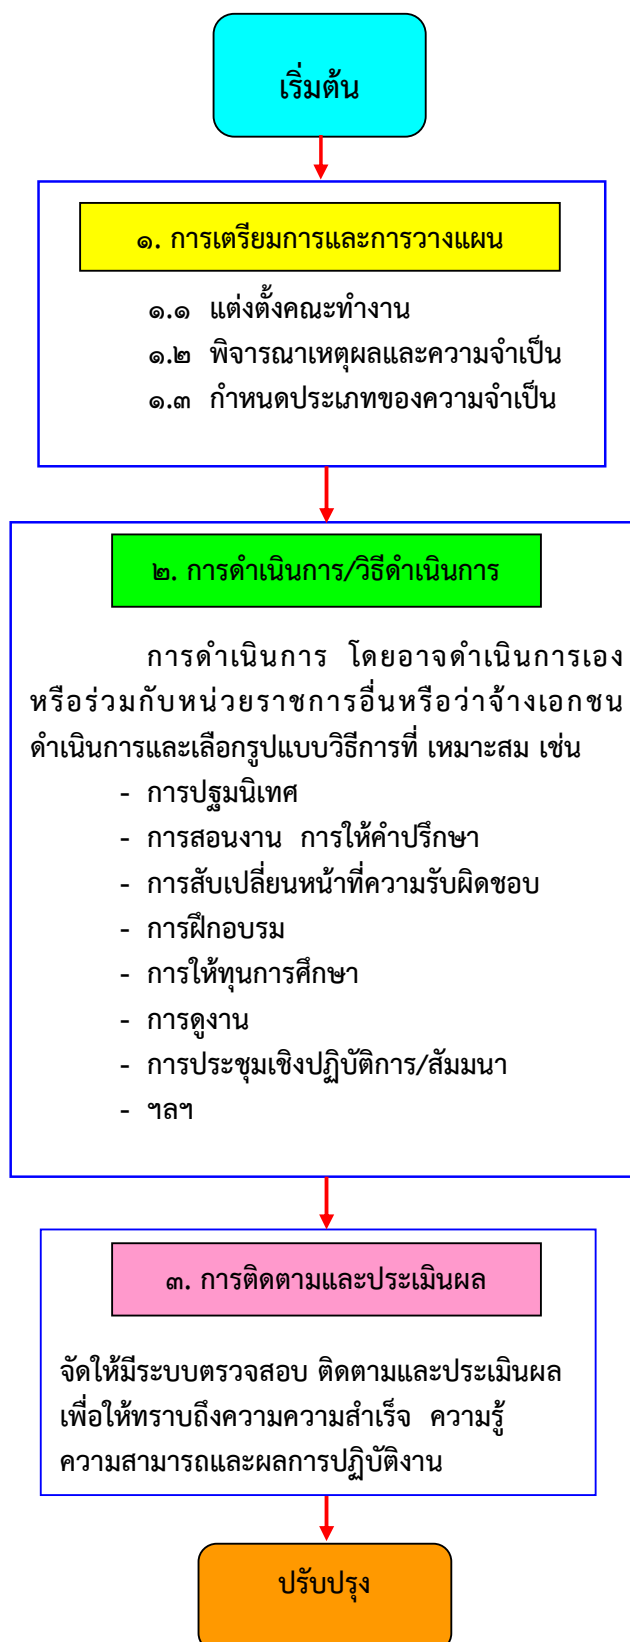 เริ่มต้น
๑. การเตรียมการและการวางแผน
๑.๑ แต่งตั้งคณะทำงาน
๑.๒ พิจารณาเหตุผลและความจำเป็น
๑.๓ กำหนดประเภทของความจำเป็น
๒. การดำเนินการ/วิธีดำเนินการ
การดำเนินการ โดยอาจดำเนินการเอง
หรือร่วมกับหน่วยราชการอื่นหรือว่าจ้างเอกชน
ดำเนินการและเลือกรูปแบบวิธีการที่ เหมาะสม เช่น
- การปฐมนิเทศ
- การสอนงาน การให้คำปรึกษา
- การสับเปลี่ยนหน้าที่ความรับผิดชอบ
- การฝึกอบรม
- การให้ทุนการศึกษา
- การดูงาน
- การประชุมเชิงปฏิบัติการ/สัมมนา
- ฯลฯ
๓. การติดตามและประเมินผล
จัดให้มีระบบตรวจสอบ ติดตามและประเมินผล
เพื่อให้ทราบถึงความความสำเร็จ ความรู้
ความสามารถและผลการปฏิบัติงาน
ปรับปรุง